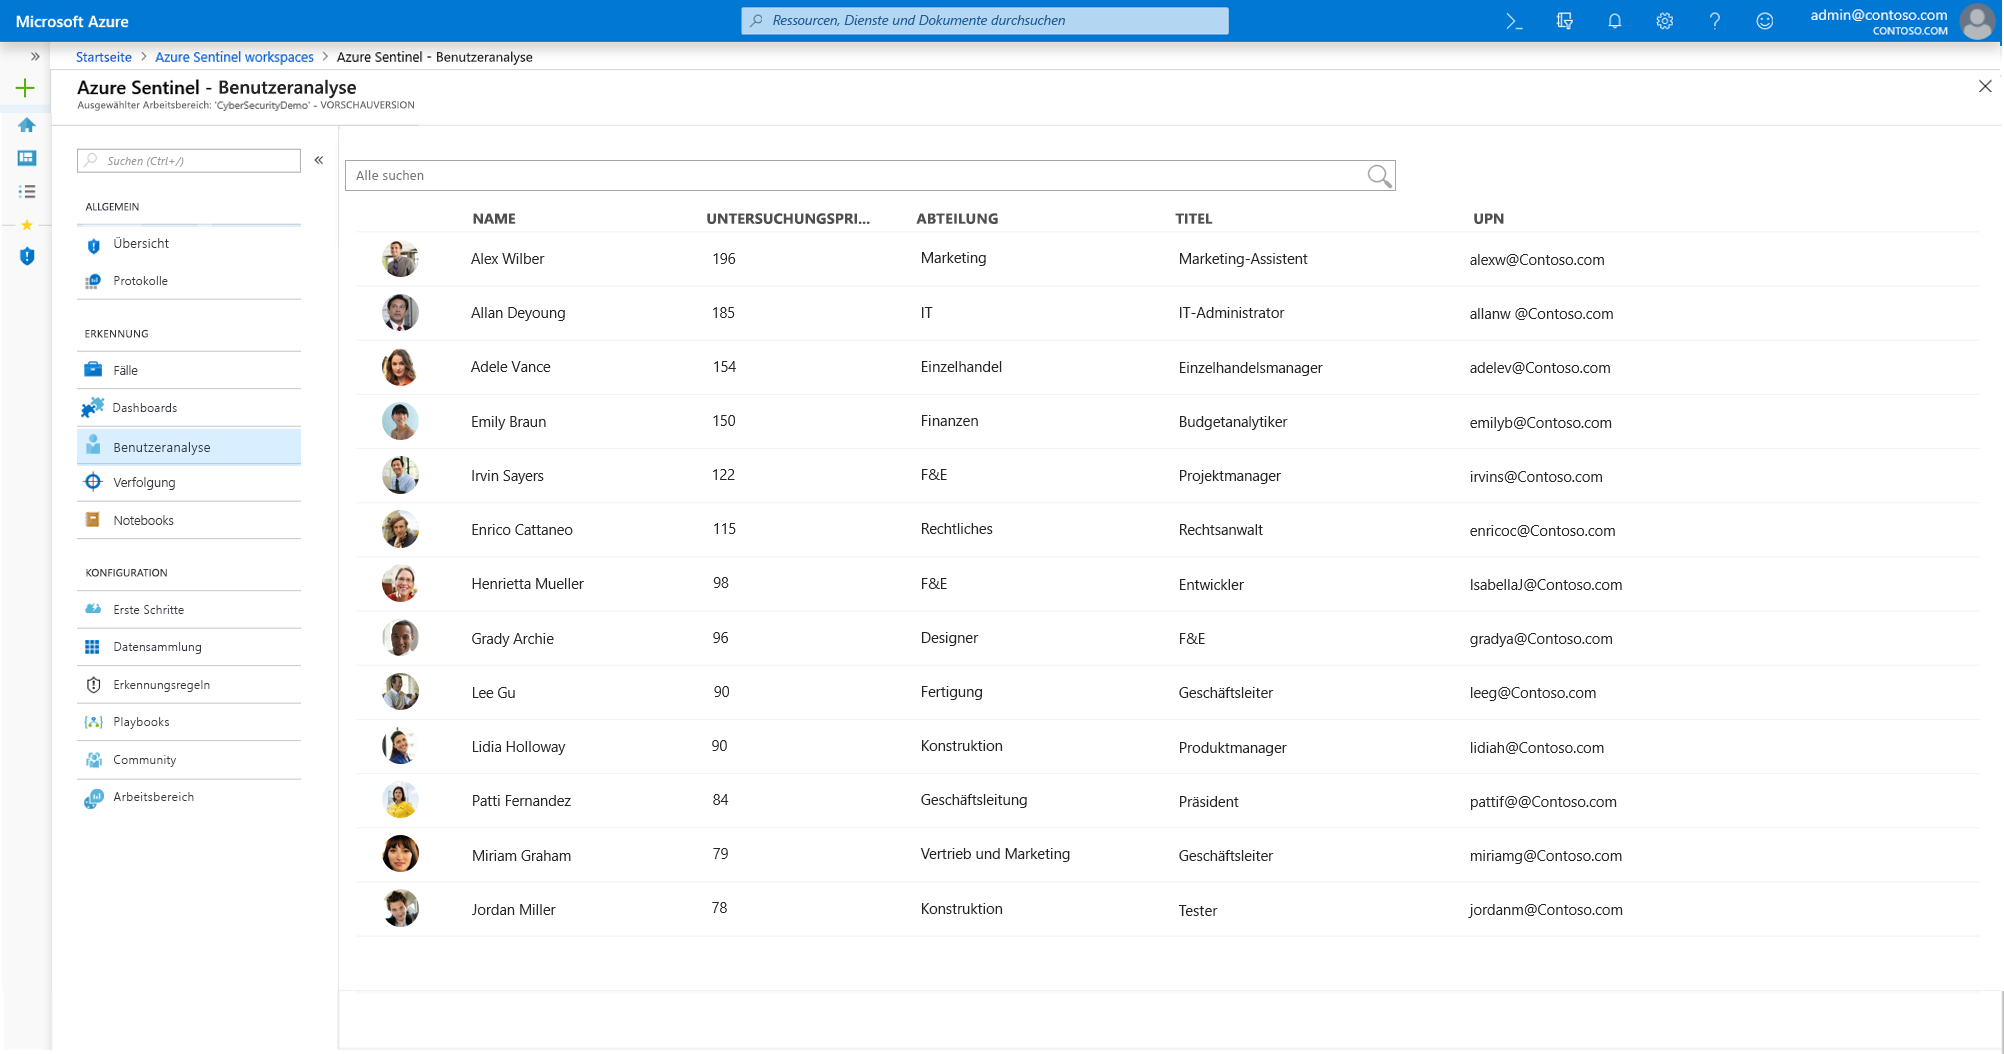 Microsoft Azure
Ressourcen, Dienste und Dokumente durchsuchen
admin@contoso.com
CONTOSO.COM
Startseite > Azure Sentinel workspaces > Azure Sentinel - Benutzeranalyse
Azure Sentinel - Benutzeranalyse
Ausgewählter Arbeitsbereich: 'CyberSecurityDemo' - VORSCHAUVERSION
Suchen (Ctrl+/)
ALLGEMEIN
Übersicht
Protokolle
ERKENNUNG
Fälle
Dashboards
Benutzeranalyse
Verfolgung
Notebooks
KONFIGURATION
Erste Schritte
Datensammlung
Erkennungsregeln
Playbooks
Community
Arbeitsbereich
Alle suchen
NAME UNTERSUCHUNGSPRI... ABTEILUNG TITEL UPN
Alex Wilber 196 Marketing Marketing-Assistent alexw@Contoso.com
Allan Deyoung 185 IT IT-Administrator allanw @Contoso.com
Adele Vance 154 Einzelhandel Einzelhandelsmanager adelev@Contoso.com
Emily Braun 150 Finanzen Budgetanalytiker emilyb@Contoso.com
Irvin Sayers 122 F&E Projektmanager irvins@Contoso.com
Enrico Cattaneo 115 Rechtliches Rechtsanwalt enricoc@Contoso.com
Henrietta Mueller 98 F&E Entwickler IsabellaJ@Contoso.com
Grady Archie 96 Designer F&E gradya@Contoso.com
Lee Gu 90 Fertigung Geschäftsleiter leeg@Contoso.com
Lidia Holloway 90 Konstruktion Produktmanager lidiah@Contoso.com
Patti Fernandez 84 Geschäftsleitung Präsident pattif@@Contoso.com
Miriam Graham 79 Vertrieb und Marketing Geschäftsleiter miriamg@Contoso.com
Jordan Miller 78 Konstruktion Tester jordanm@Contoso.com